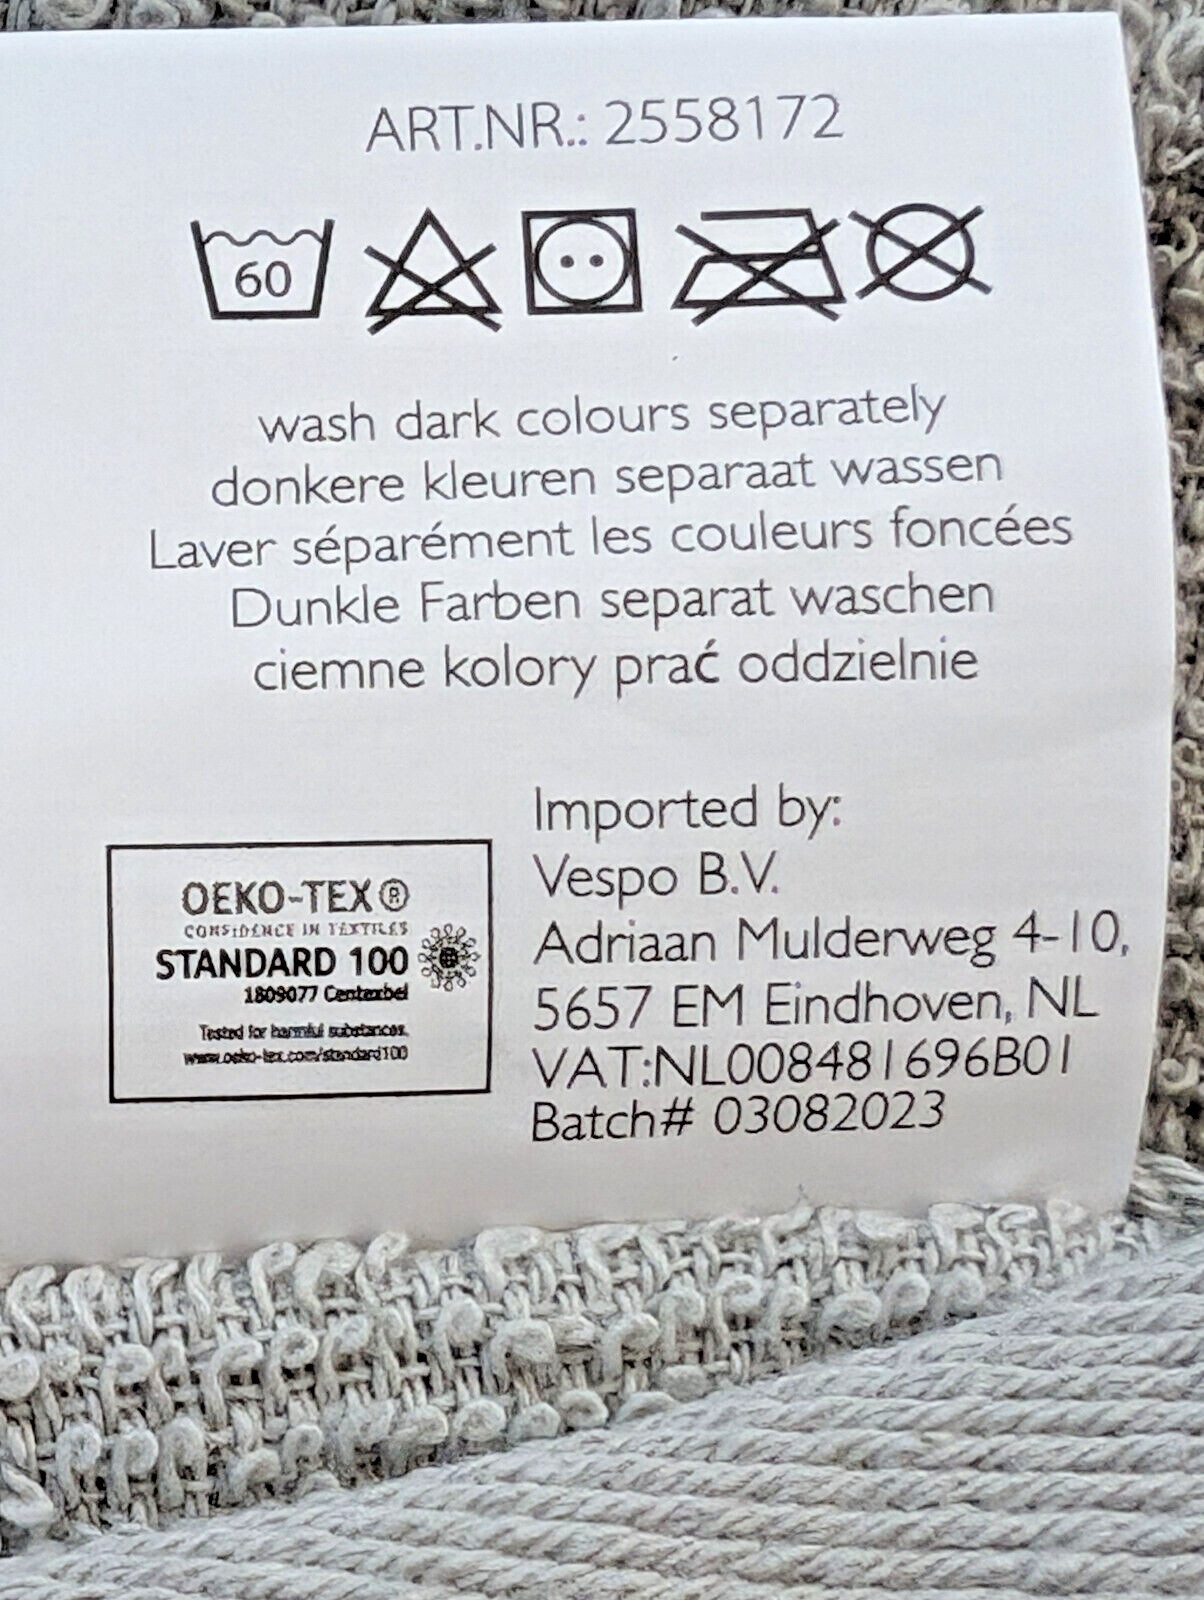 ART.NR.: 2558172
60
wash dark colours separately
donkere kleuren separaat wassen
Laver séparément les couleurs foncées
Dunkle Farben separat waschen
ciemne kolory prać oddzielnie
OEKO-TEX®
CONFIDENCE IN TEXTILES
STANDARD 100
1809077 Centexbel
Tested for harmful substances.
www.oeko-tex.com/standard100
Imported by:
Vespo B.V.
Adriaan Mulderweg 4-10,
5657 EM Eindhoven, NL
VAT:NL008481696B01
Batch# 03082023